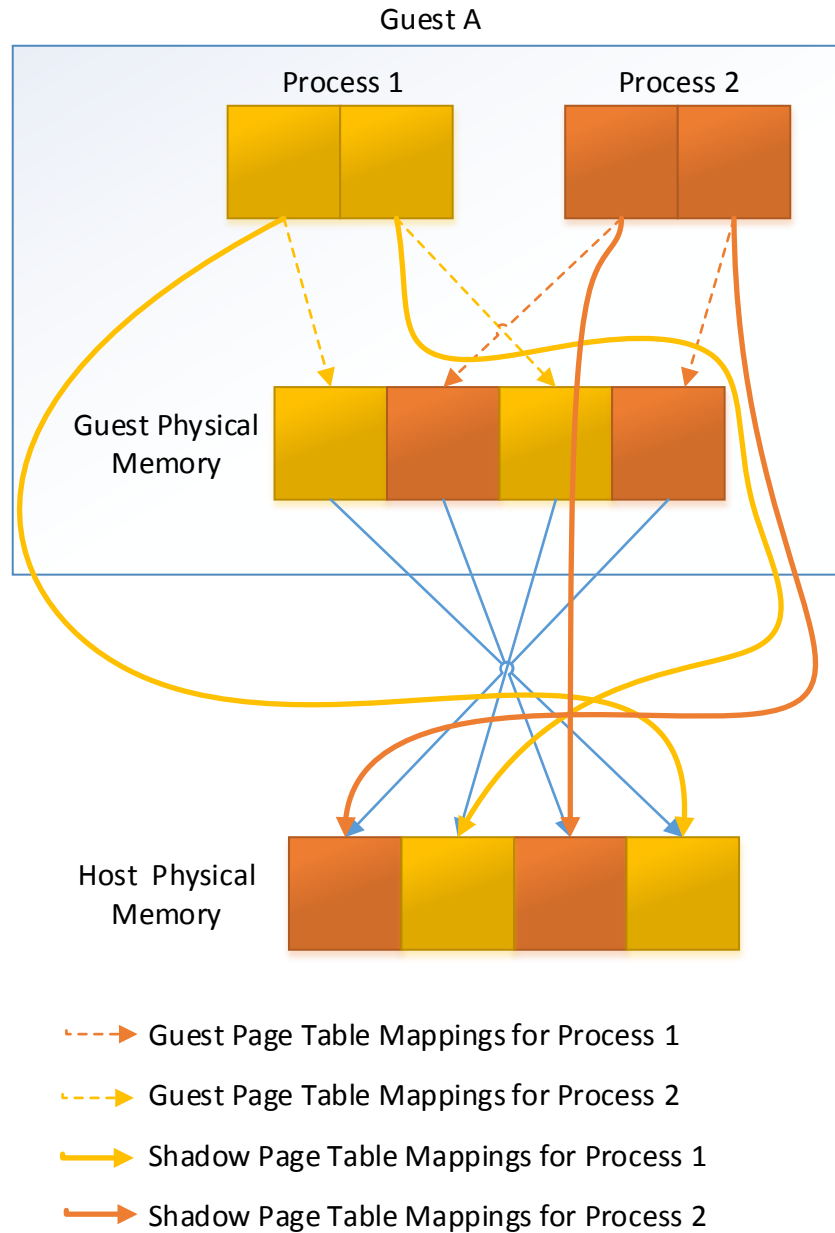 Guest A
Process 1
Process 2
Guest Physical
Memory
Host Physical
Memory
Guest Page Table Mappings for Process 1
Guest Page Table Mappings for Process 2
Shadow Page Table Mappings for Process 1
Shadow Page Table Mappings for Process 2